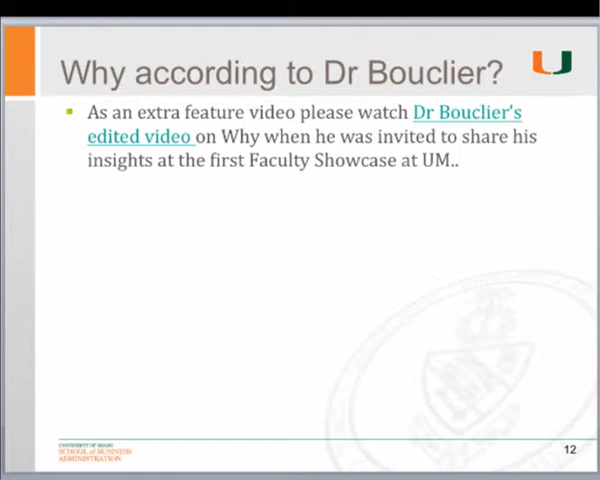 Why according to Dr Bouclier?
As an extra feature video please watch Dr Bouclier's
edited video on Why when he was invited to share his
insights at the first Faculty Showcase at UM..
UNIVERSITY OF MIAMI
SCHOOL of BUSINESS
ADMINISTRATION
12